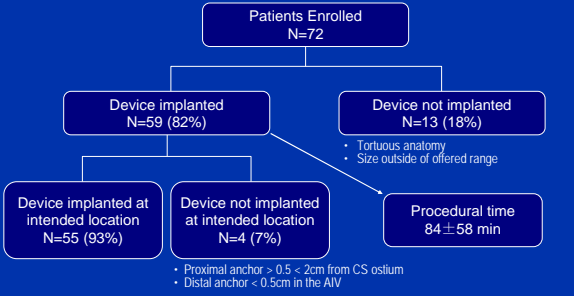 Patients Enrolled
N=72
Device implanted
N=59 (82%)
Device not implanted
N=13 (18%)
• Tortuous anatomy
• Size outside of offered range
Device implanted at
intended location
N=55 (93%)
Device not implanted
at intended location
N=4 (7%)
Procedural time
84±58 min
• Proximal anchor > 0.5 < 2cm from CS ostium
• Distal anchor < 0.5cm in the AIV